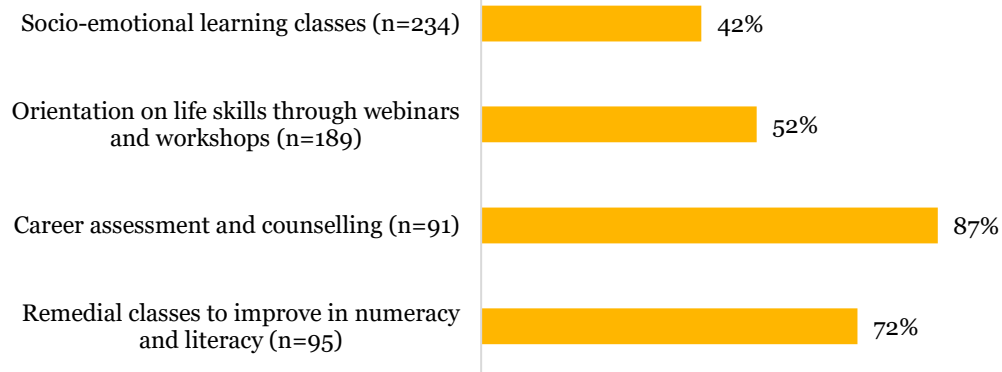 Socio-emotional learning classes (n=234)
42%
Orientation on life skills through webinars
and workshops (n=189)
52%
Career assessment and counselling (n=91)
87%
Remedial classes to improve in numeracy
and literacy (n=95)
72%